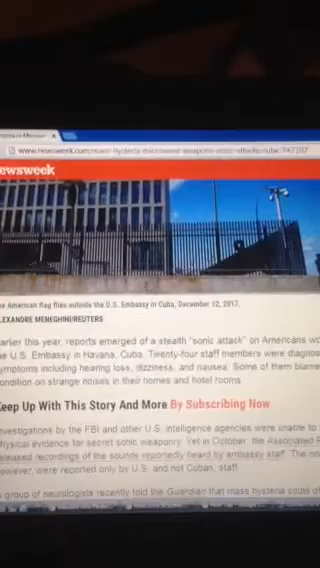 www.newsweek.com/mass-hysteria-microwave-weapons-sonic-attacks-cuba-747107
ewsweek
e American flag flies outside the U.S. Embassy in Cuba, December 12, 2017.
LEXANDRE MENEGHINI/REUTERS
arlier this year, reports emerged of a stealth "sonic attack" on Americans wo
e U.S. Embassy in Havana, Cuba. Twenty-four staff members were diagnos
ymptoms including hearing loss, dizziness, and nausea. Some of them blame
ondition on strange noises in their homes and hotel rooms
eep Up With This Story And More By Subscribing Now
nvestigations by the FBI and other U.S. intelligence agencies were unable to
hysical evidence for secret sonic weaponry. Yet in October, the Associated P
eleased recordings of the sounds reportedly heard by embassy staff. The noi
owever, were reported only by U.S. and not Cuban, staff.
group of neurologists recently told the Guardian that mass hysteria could